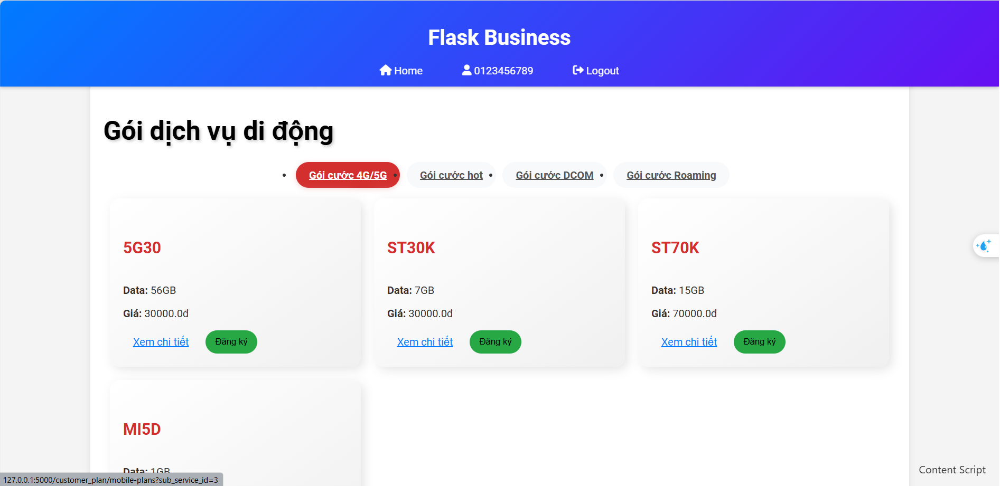 Flask Business
Home 0123456789 Logout
Gói dịch vụ di động
Gói cước 4G/5G Gói cước hot Gói cước DCOM Gói cước Roaming
5G30 ST30K ST70K
Data: 56GB Data: 7GB Data: 15GB
Giá: 30000.0đ Giá: 30000.0đ Giá: 70000.0đ
Xem chi tiết Đăng ký Xem chi tiết Đăng ký Xem chi tiết Đăng ký
MI5D
Data: 1GB
Content Script
127.0.0.1:5000/customer_plan/mobile-plans?sub_service_id=3